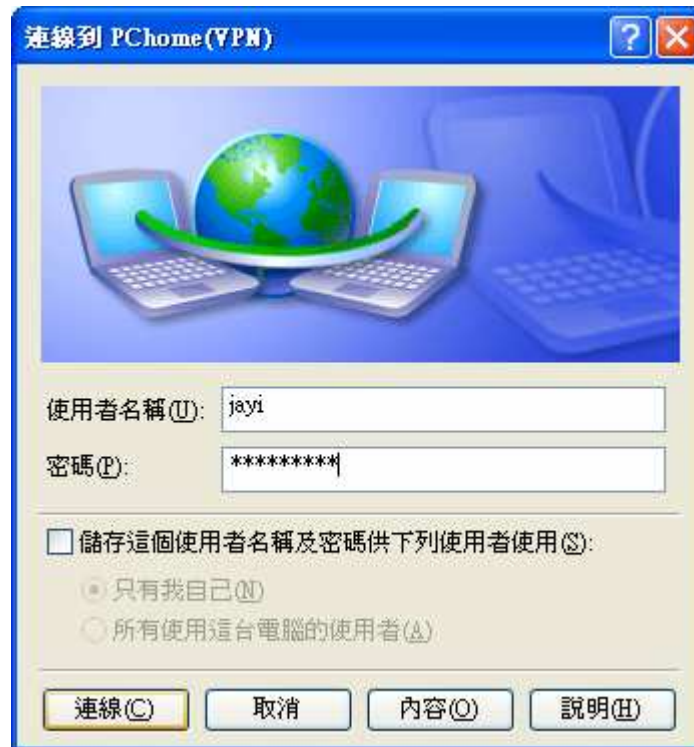 連線到 PChome(VPN)
使用者名稱(U): jayi
密碼(P): *********
儲存這個使用者名稱及密碼供下列使用者使用(S):
只有我自己(N)
所有使用這台電腦的使用者(A)
連線(C) 取消 內容(O) 說明(H)